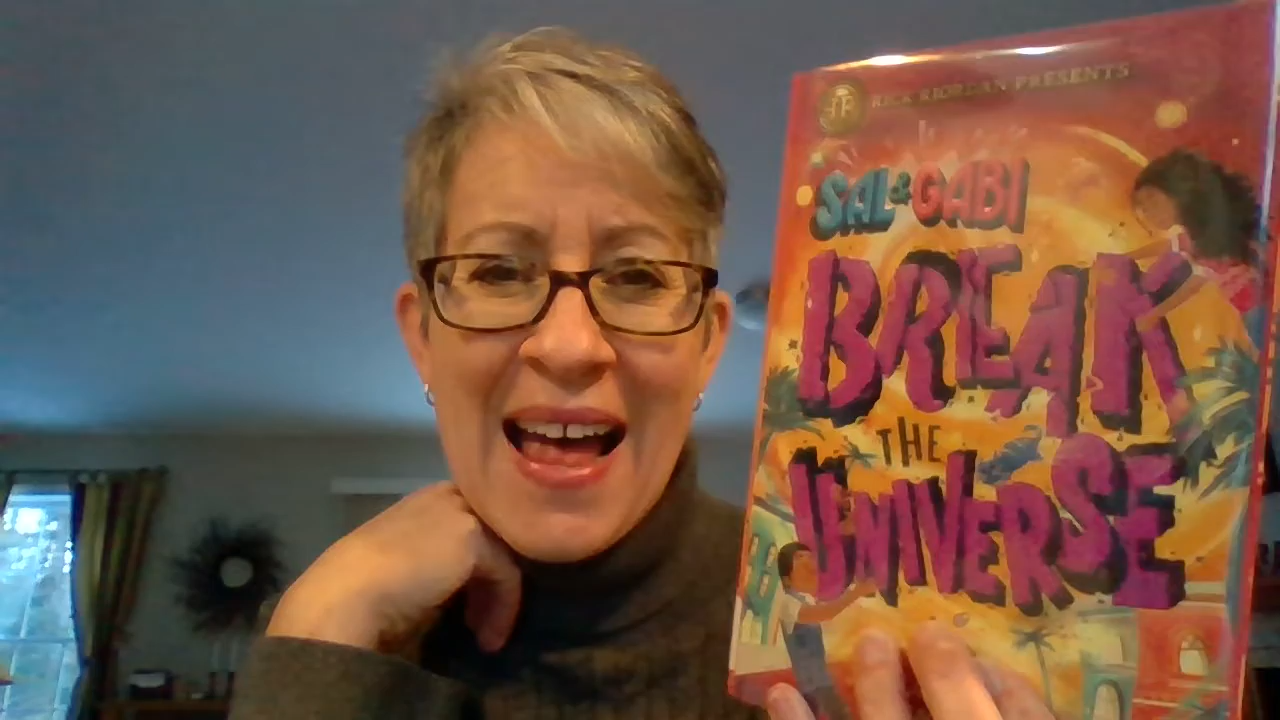 RICK RIORDAN PRESENTS
SAL & GABI
BREAK
THE
UNIVERSE